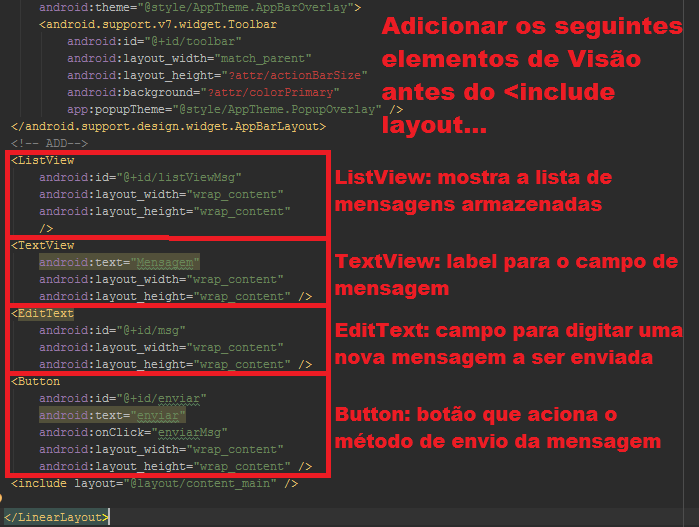 android:theme="@style/AppTheme.AppBarOverlay">
<android.support.v7.widget.Toolbar
android:id="@+id/toolbar"
android:layout_width="match_parent"
android:layout_height="?attr/actionBarSize"
android:background="?attr/colorPrimary"
app:popupTheme="@style/AppTheme.PopupOverlay" />
</android.support.design.widget.AppBarLayout>
<!-- ADD-->
<ListView
android:id="@+id/listViewMsg"
android:layout_width="wrap_content"
android:layout_height="wrap_content"
/>
<TextView
android:text="Mensagem"
android:layout_width="wrap_content"
android:layout_height="wrap_content" />
<EditText
android:id="@+id/msg"
android:layout_width="wrap_content"
android:layout_height="wrap_content" />
<Button
android:id="@+id/enviar"
android:text="enviar"
android:onClick="enviarMsg"
android:layout_width="wrap_content"
android:layout_height="wrap_content" />
<include layout="@layout/content_main" />
</LinearLayout>
Adicionar os seguintes
elementos de Visão
antes do <include
layout...
ListView: mostra a lista de
mensagens armazenadas
TextView: label para o campo de
mensagem
EditText: campo para digitar uma
nova mensagem a ser enviada
Button: botão que aciona o
método de envio da mensagem